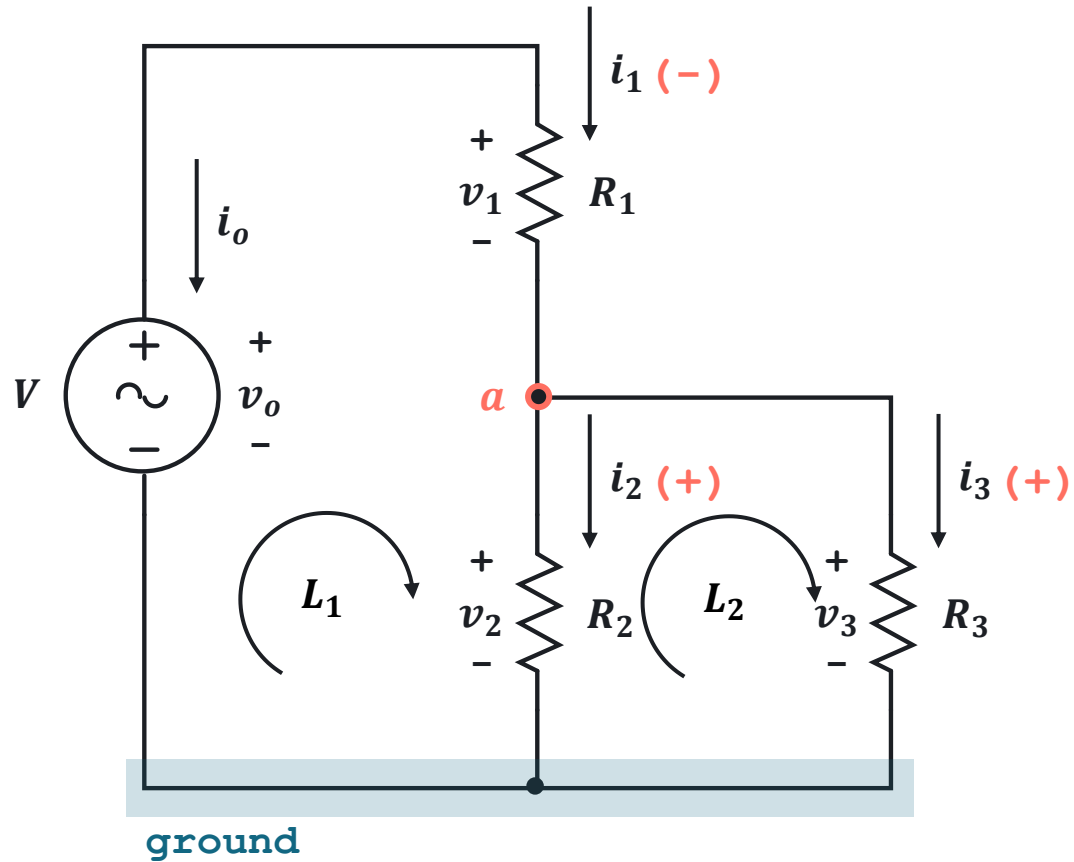 i₁ (-)
+
v₁
−
R₁
iₒ
+
−
V
+
vₒ
−
a
i₂ (+)
i₃ (+)
L₁
+
v₂
−
R₂
L₂
+
v₃
−
R₃
ground